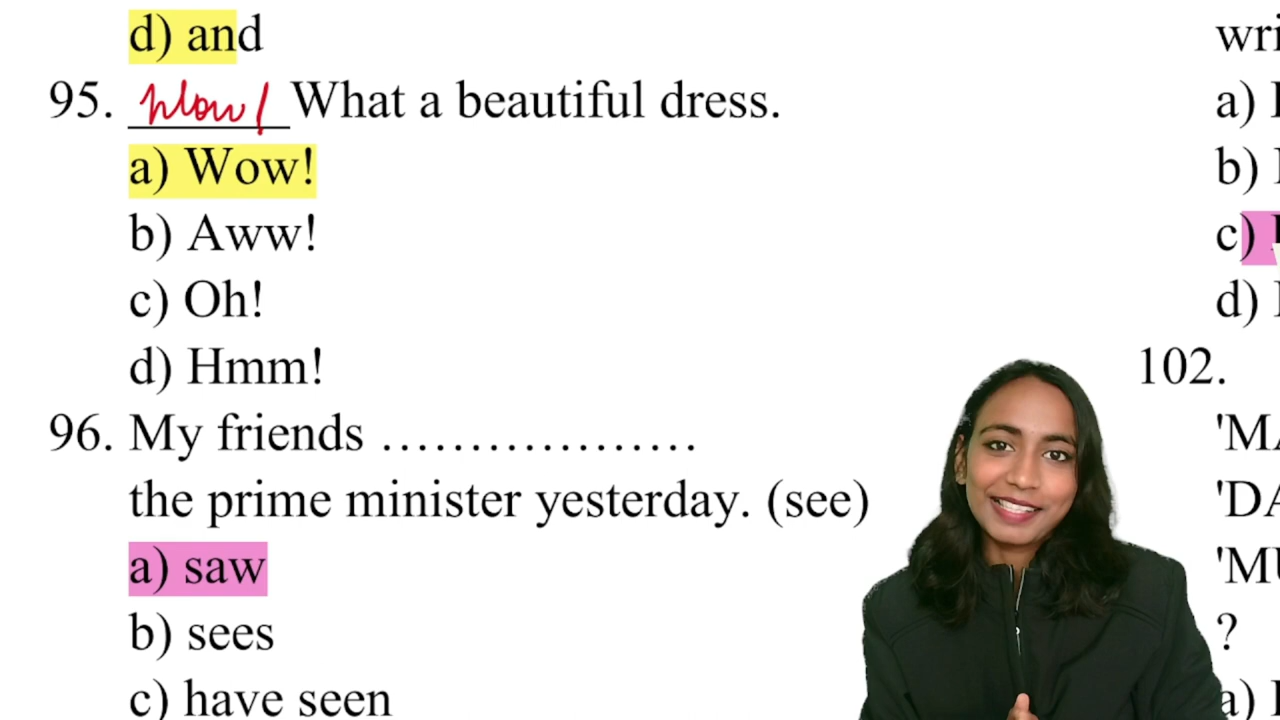 d) and
95. Wow! What a beautiful dress.
a) Wow!
b) Aww!
c) Oh!
d) Hmm!
96. My friends ..................
the prime minister yesterday. (see)
a) saw
b) sees
c) have seen
wri
a)
b)
c)
d)
102.
'MA
'DA
'MU
?
a)